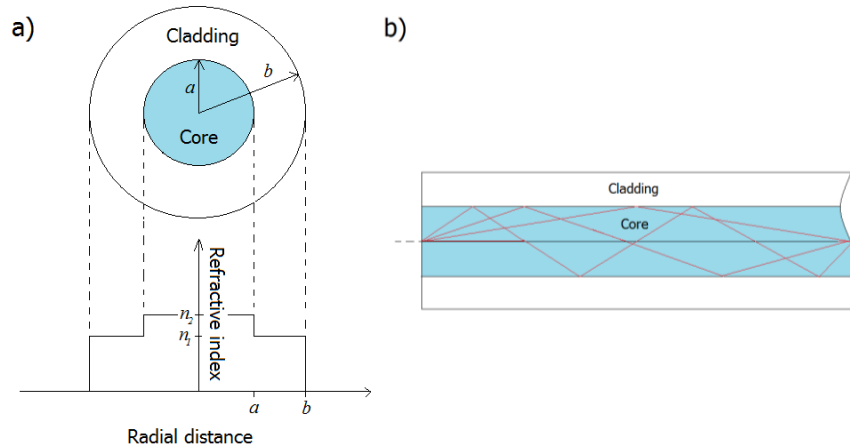 a)
Cladding
a
b
Core
Refractive index
n2
n1
a
b
Radial distance
b)
Cladding
Core